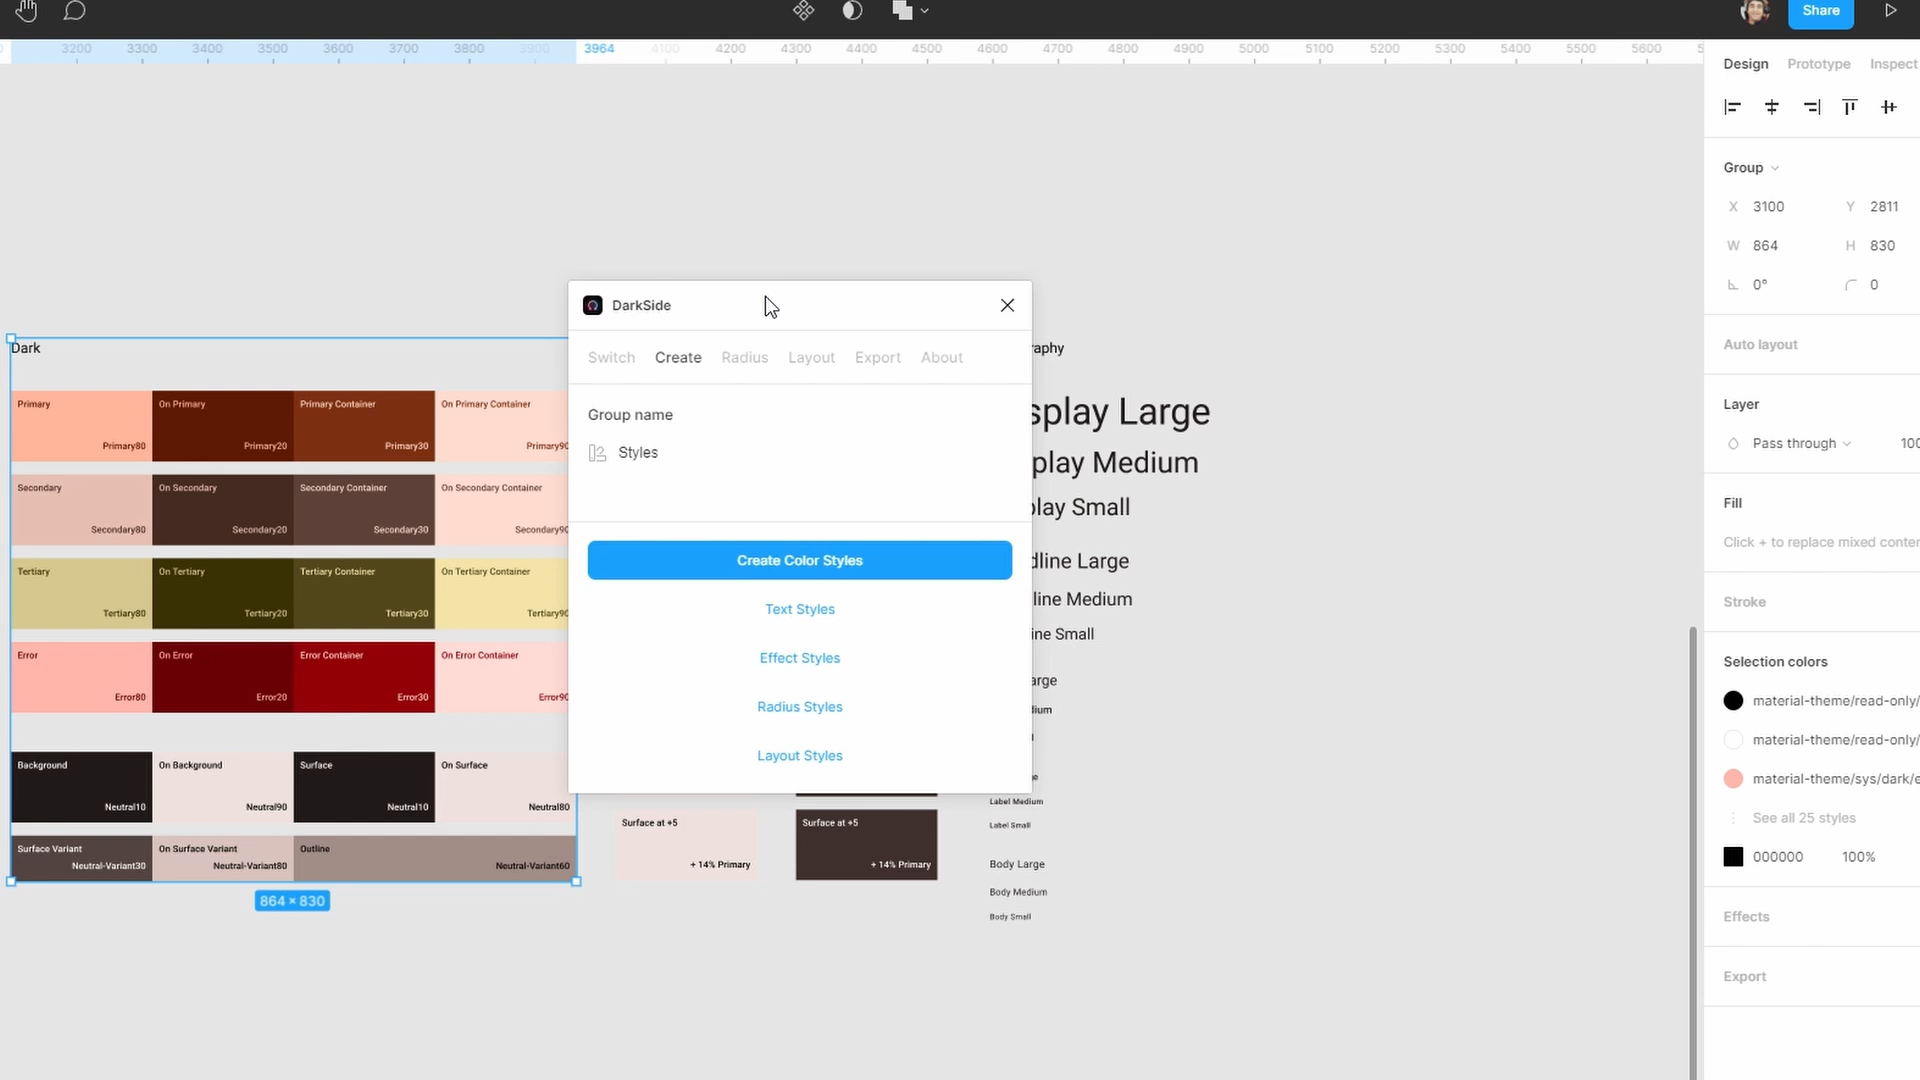 Share
3200 3300 3400 3500 3600 3700 3800 3900 3964 4100 4200 4300 4400 4500 4600 4700 4800 4900 5000 5100 5200 5300 5400 5500 5600
Design Prototype Inspect
Group
X 3100 Y 2811
W 864 H 830
0° 0
Auto layout
Layer
Pass through 100
Fill
Click + to replace mixed conten
Stroke
Selection colors
material-theme/read-only/
material-theme/read-only/
material-theme/sys/dark/e
See all 25 styles
000000 100%
Effects
Export
DarkSide
Switch Create Radius Layout Export About
Group name
Styles
Create Color Styles
Text Styles
Effect Styles
Radius Styles
Layout Styles
Dark
Primary On Primary Primary Container On Primary Container
Primary80 Primary20 Primary30 Primary90
Secondary On Secondary Secondary Container On Secondary Container
Secondary80 Secondary20 Secondary30 Secondary90
Tertiary On Tertiary Tertiary Container On Tertiary Container
Tertiary80 Tertiary20 Tertiary30 Tertiary90
Error On Error Error Container On Error Container
Error80 Error20 Error30 Error90
Background On Background Surface On Surface
Neutral10 Neutral90 Neutral10 Neutral80
Surface Variant On Surface Variant Outline
Neutral-Variant30 Neutral-Variant80 Neutral-Variant60
864 × 830
Surface at +5 Surface at +5
+ 14% Primary + 14% Primary
raphy
splay Large
play Medium
lay Small
dline Large
line Medium
ine Small
arge
ium
Label Medium
Label Small
Body Large
Body Medium
Body Small